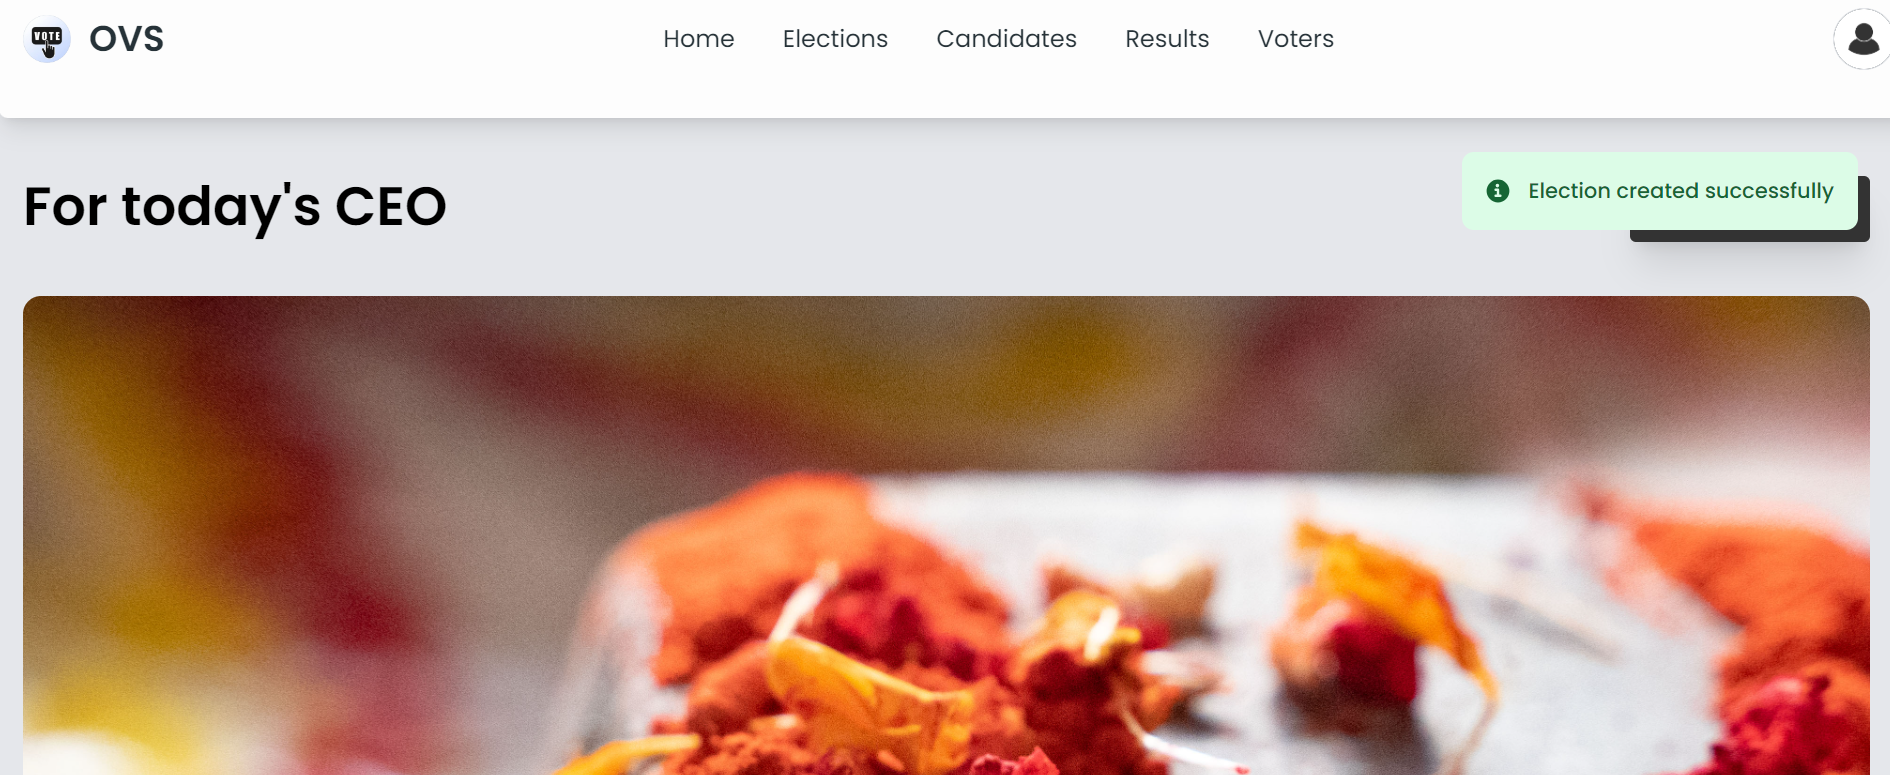 VOTE
OVS
Home
Elections
Candidates
Results
Voters
For today's CEO
Election created successfully